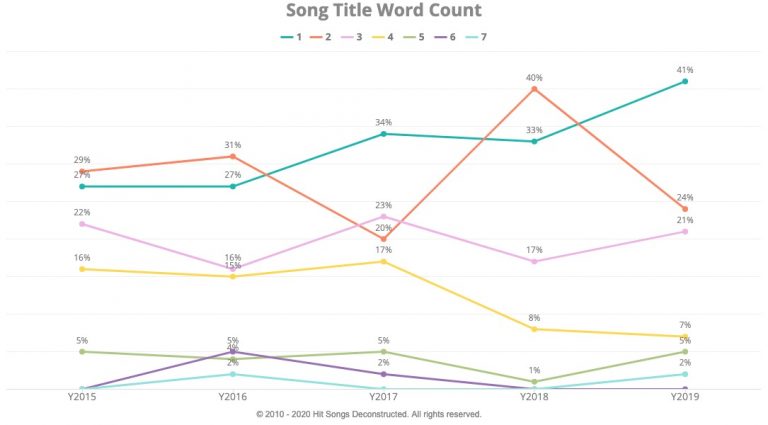 Song Title Word Count
1 2 3 4 5 6 7
41%
40%
34%
33%
31%
29%
27% 27%
24%
22% 23% 21%
20%
16% 16% 17% 17%
15%
8%
7%
5% 5% 5% 5%
4%
2% 2% 2%
1%
Y2015 Y2016 Y2017 Y2018 Y2019
© 2010 - 2020 Hit Songs Deconstructed. All rights reserved.